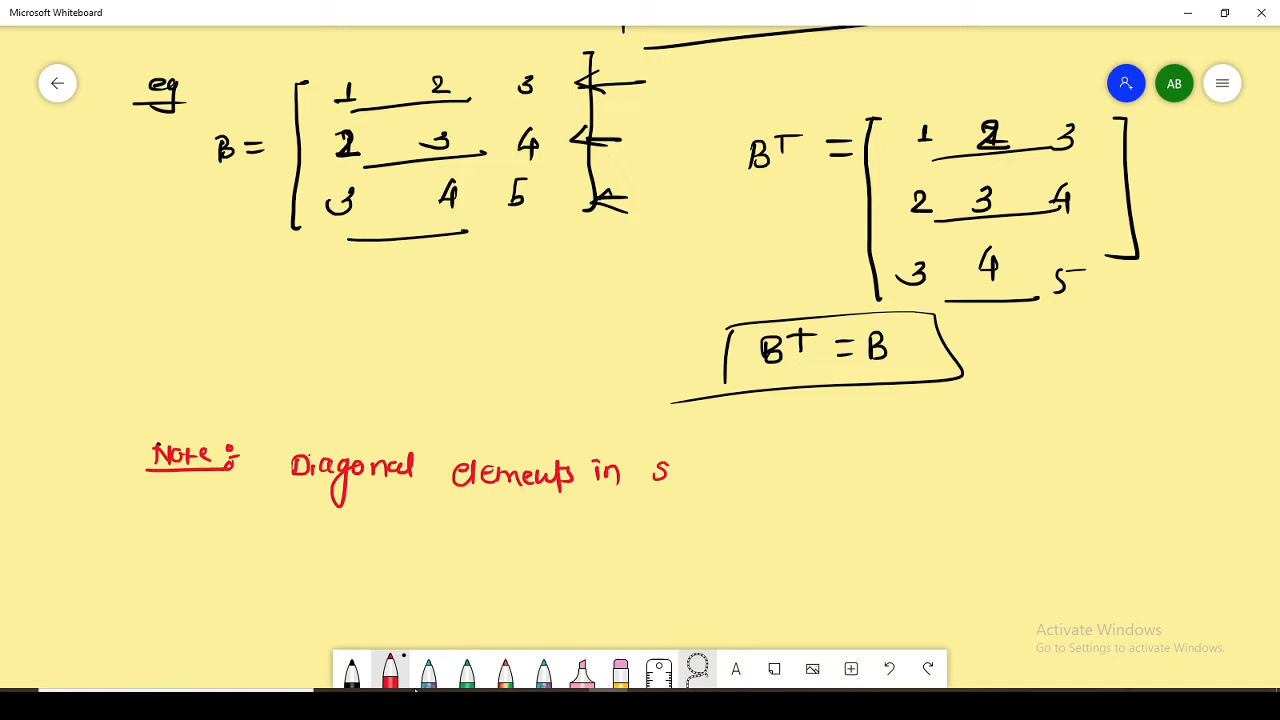 Microsoft Whiteboard
eg
B = [ 1 2 3
2 3 4
3 4 5 ]
AB
B^T = [ 1 2 3
2 3 4
3 4 5 ]
B^T = B
Note:- Diagonal elements in s
Activate Windows
Go to Settings to activate Windows.
A